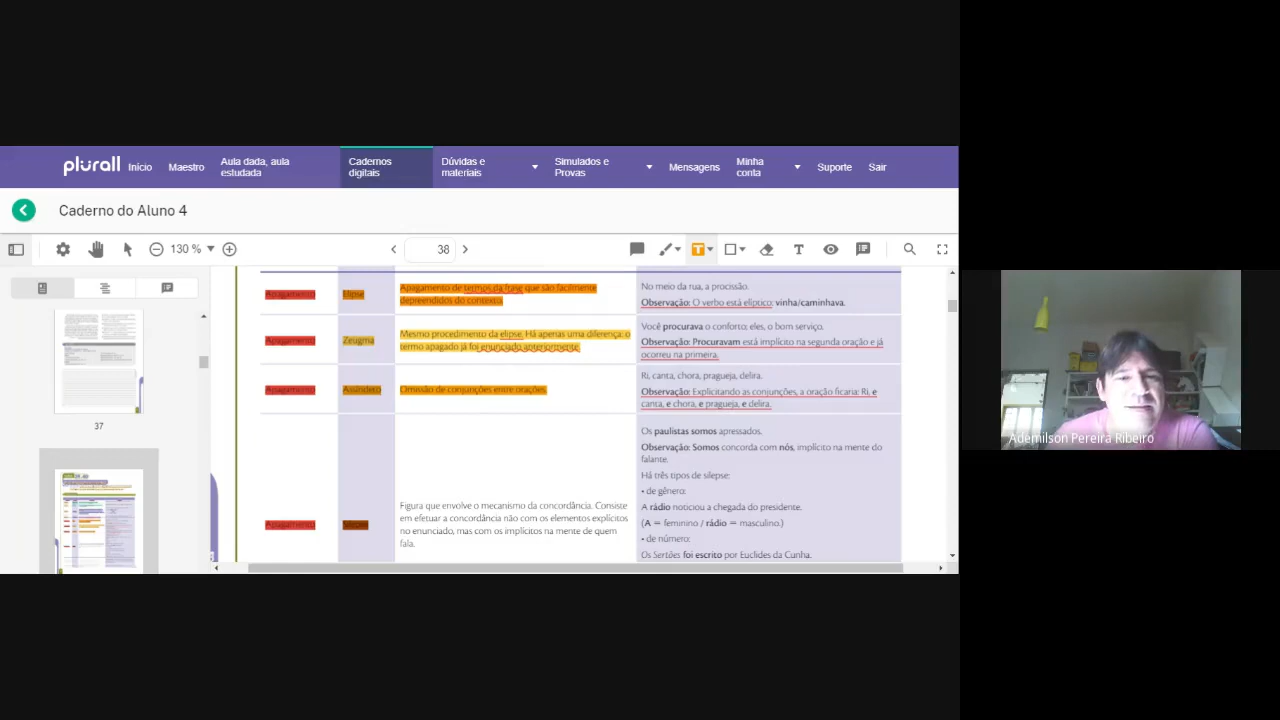 plurall
Início
Maestro
Aula dada, aula
estudada
Cadernos
digitais
Dúvidas e
materiais
Simulados e
Provas
Mensagens
Minha
conta
Suporte
Sair
Caderno do Aluno 4
130 %
38
37
Apagamento
Elipse
Apagamento de termos da frase que são facilmente
depreendidos do contexto.
No meio da rua, a procissão.
Observação: O verbo está elíptico: vinha/caminhava.
Apagamento
Zeugma
Mesmo procedimento da elipse. Há apenas uma diferença: o
termo apagado já foi enunciado anteriormente.
Você procurava o conforto; eles, o bom serviço.
Observação: Procuravam está implícito na segunda oração e já
ocorreu na primeira.
Apagamento
Assíndeto
Omissão de conjunções entre orações.
Ri, canta, chora, pragueja, delira.
Observação: Explicitando as conjunções, a oração ficaria: Ri, e
canta, e chora, e pragueja, e delira.
Apagamento
Silepse
Figura que envolve o mecanismo da concordância. Consiste
em efetuar a concordância não com os elementos explícitos
no enunciado, mas com os implícitos na mente de quem
fala.
Os paulistas somos apressados.
Observação: Somos concorda com nós, implícito na mente do
falante.
Há três tipos de silepse:
• de gênero:
A rádio noticiou a chegada do presidente.
(A = feminino / rádio = masculino.)
• de número:
Os Sertões foi escrito por Euclides da Cunha.
Ademilson Pereira Ribeiro